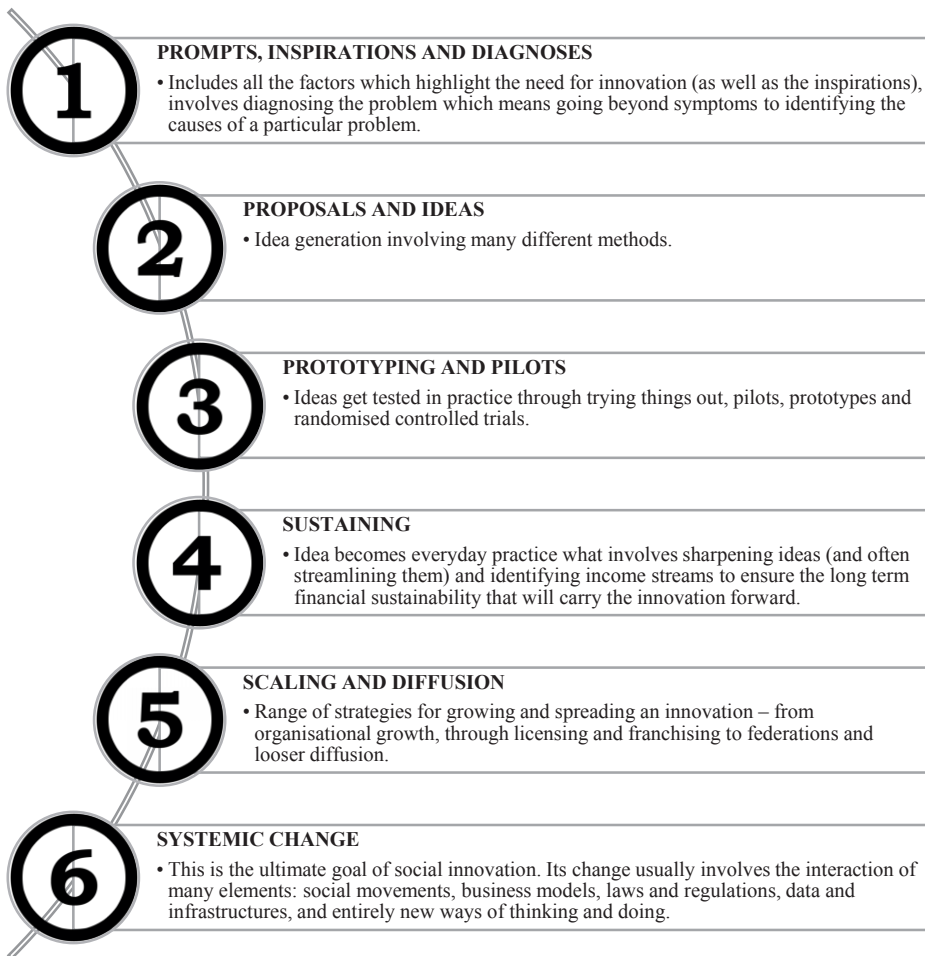 1
PROMPTS, INSPIRATIONS AND DIAGNOSES
• Includes all the factors which highlight the need for innovation (as well as the inspirations),
involves diagnosing the problem which means going beyond symptoms to identifying the
causes of a particular problem.
2
PROPOSALS AND IDEAS
• Idea generation involving many different methods.
3
PROTOTYPING AND PILOTS
• Ideas get tested in practice through trying things out, pilots, prototypes and
randomised controlled trials.
4
SUSTAINING
• Idea becomes everyday practice what involves sharpening ideas (and often
streamlining them) and identifying income streams to ensure the long term
financial sustainability that will carry the innovation forward.
5
SCALING AND DIFFUSION
• Range of strategies for growing and spreading an innovation – from
organisational growth, through licensing and franchising to federations and
looser diffusion.
6
SYSTEMIC CHANGE
• This is the ultimate goal of social innovation. Its change usually involves the interaction of
many elements: social movements, business models, laws and regulations, data and
infrastructures, and entirely new ways of thinking and doing.